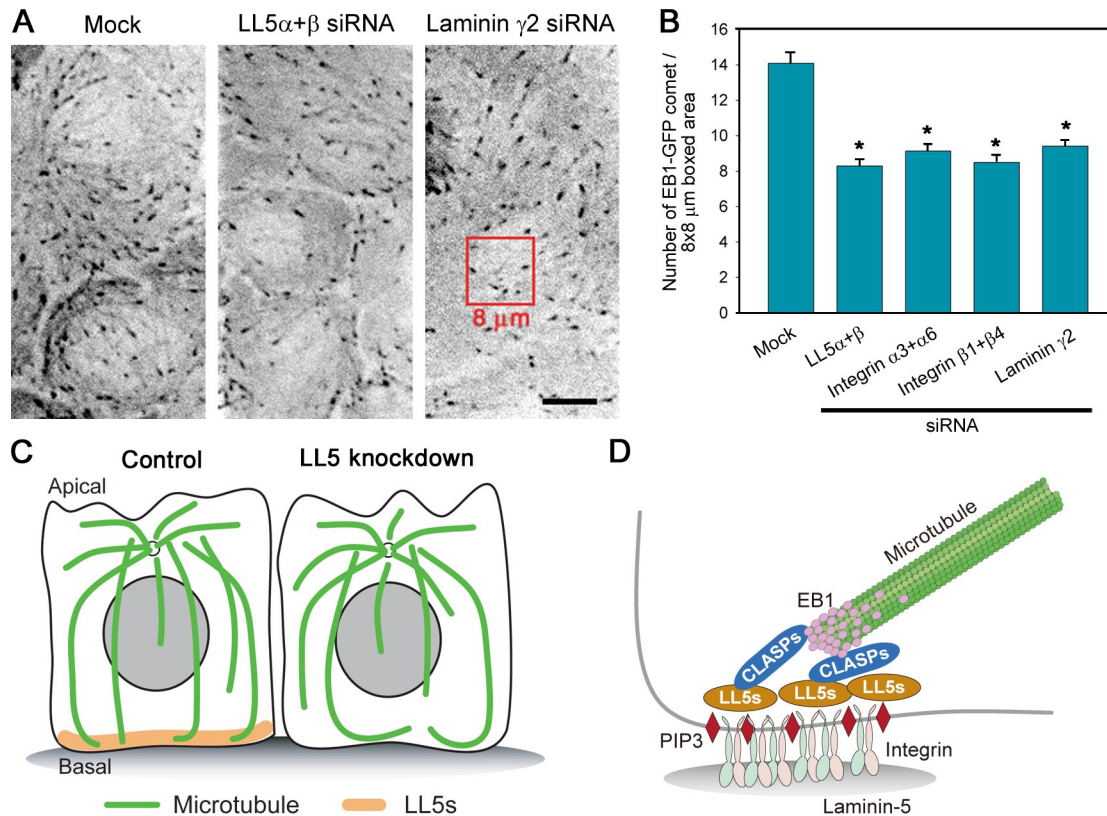 A
Mock
LL5α+β siRNA
Laminin γ2 siRNA
8 μm
B
Number of EB1-GFP comet /
8x8 μm boxed area
16
14
12
10
8
6
4
2
0
*
*
*
*
Mock
LL5α+β
Integrin α3+α6
Integrin β1+β4
Laminin γ2
siRNA
C
Control
LL5 knockdown
Apical
Basal
Microtubule
LL5s
D
Microtubule
EB1
CLASPs
CLASPs
LL5s
LL5s
LL5s
PIP3
Integrin
Laminin-5